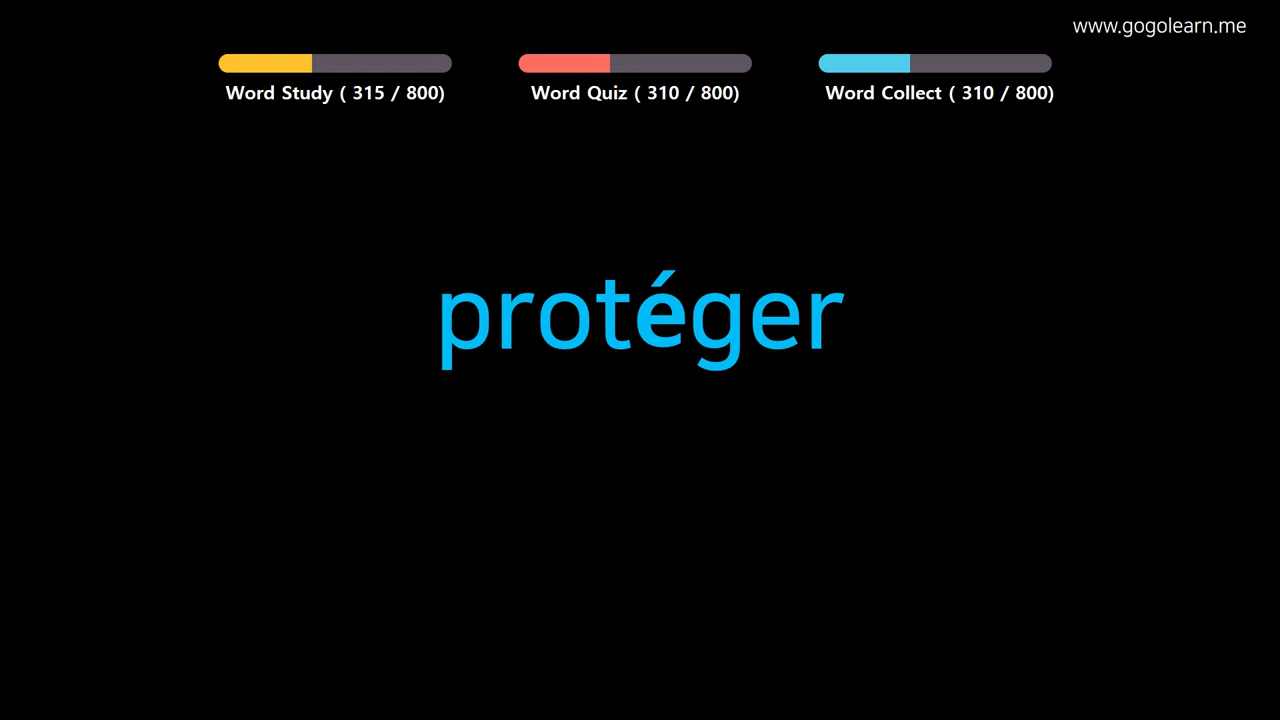 www.gogolearn.me
Word Study ( 315 / 800)
Word Quiz ( 310 / 800)
Word Collect ( 310 / 800)
protéger